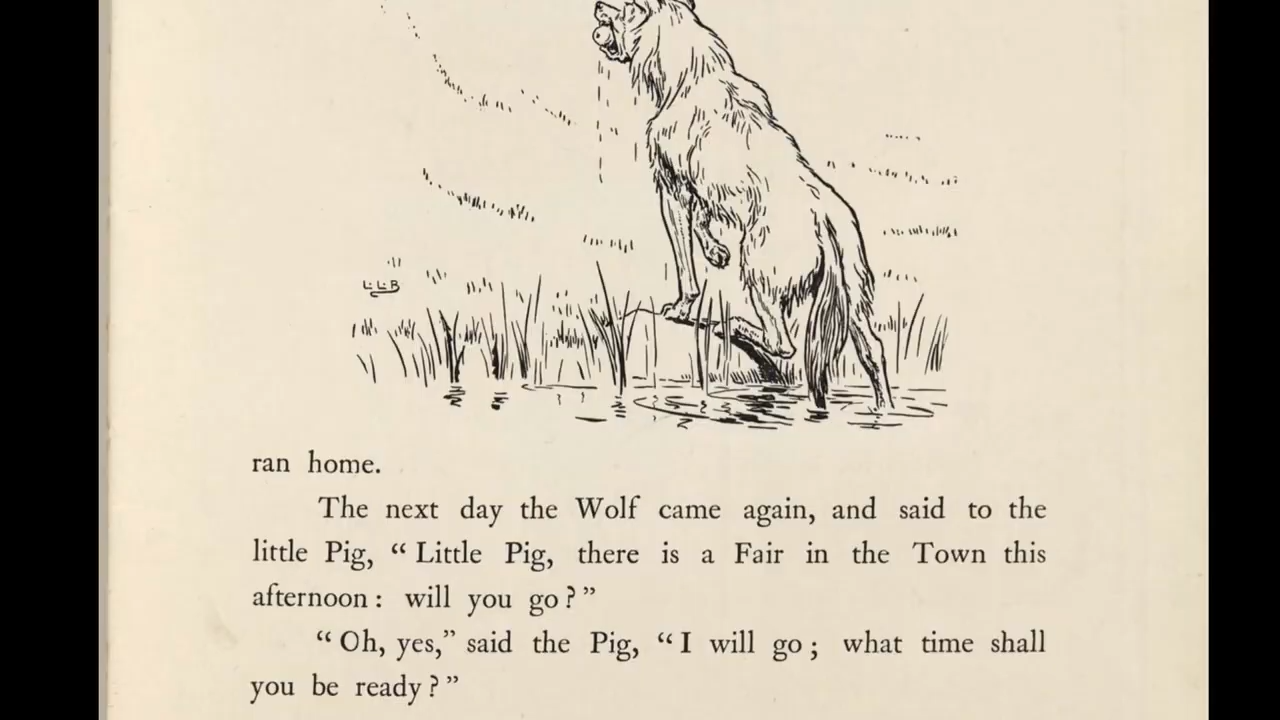 L.L.B
ran home.
The next day the Wolf came again, and said to the
little Pig, “ Little Pig, there is a Fair in the Town this
afternoon : will you go ? ”
“ Oh, yes,” said the Pig, “ I will go ; what time shall
you be ready ? ”